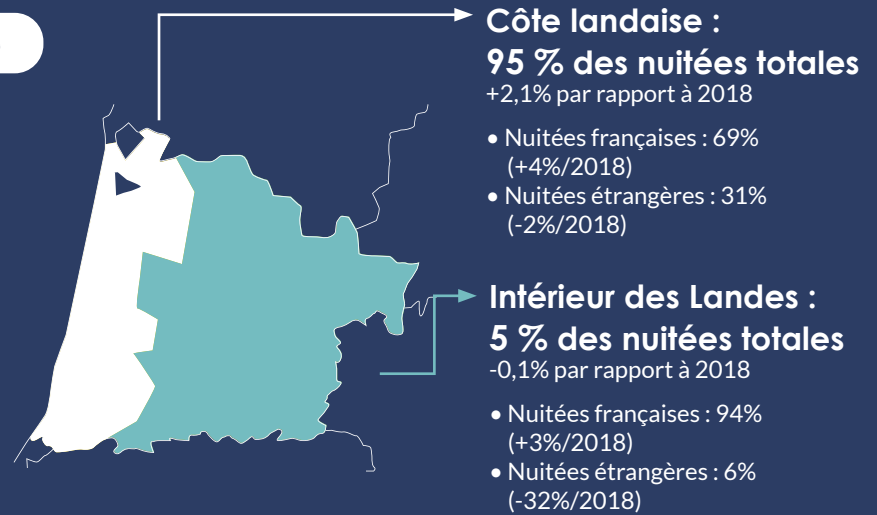 Côte landaise :
95 % des nuitées totales
+2,1% par rapport à 2018
• Nuitées françaises : 69%
(+4%/2018)
• Nuitées étrangères : 31%
(-2%/2018)
Intérieur des Landes :
5 % des nuitées totales
-0,1% par rapport à 2018
• Nuitées françaises : 94%
(+3%/2018)
• Nuitées étrangères : 6%
(-32%/2018)